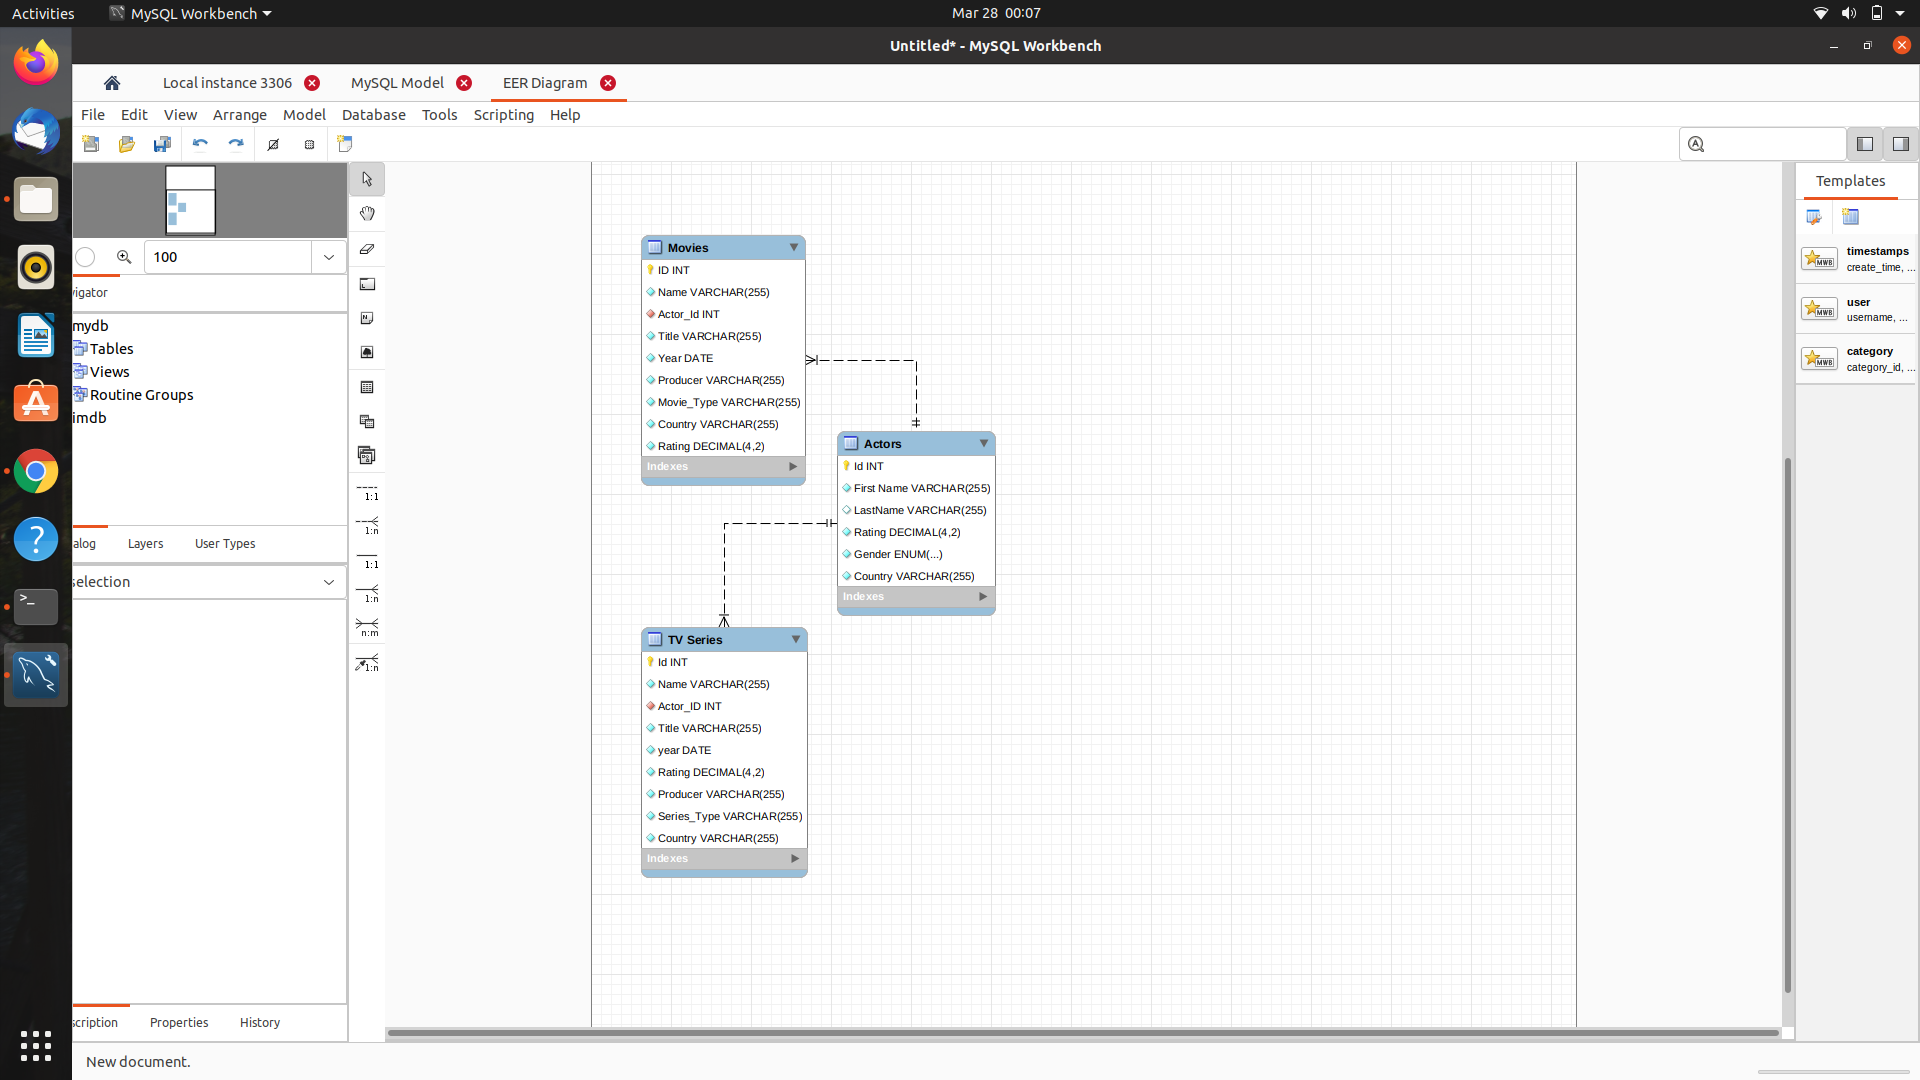 Activities
MySQL Workbench
Mar 28 00:07
Untitled* - MySQL Workbench
Local instance 3306
MySQL Model
EER Diagram
File Edit View Arrange Model Database Tools Scripting Help
100
vigator
mydb
Tables
Views
Routine Groups
imdb
alog Layers User Types
selection
scription Properties History
New document.
1:1
1:n
1:1
1:n
n:m
1:n
Movies
ID INT
Name VARCHAR(255)
Actor_Id INT
Title VARCHAR(255)
Year DATE
Producer VARCHAR(255)
Movie_Type VARCHAR(255)
Country VARCHAR(255)
Rating DECIMAL(4,2)
Indexes
Actors
Id INT
First Name VARCHAR(255)
LastName VARCHAR(255)
Rating DECIMAL(4,2)
Gender ENUM(...)
Country VARCHAR(255)
Indexes
TV Series
Id INT
Name VARCHAR(255)
Actor_ID INT
Title VARCHAR(255)
year DATE
Rating DECIMAL(4,2)
Producer VARCHAR(255)
Series_Type VARCHAR(255)
Country VARCHAR(255)
Indexes
Templates
MWB
timestamps
create_time, ...
MWB
user
username, ...
MWB
category
category_id, ...